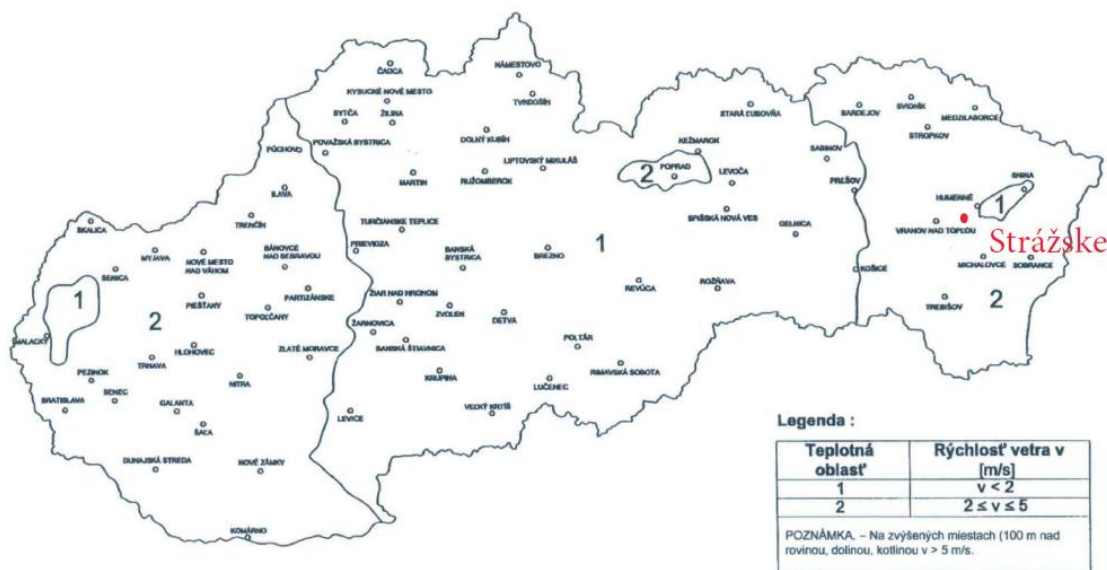 ČADCA
NÁMESTOVO
KYSUCKÉ NOVÉ MESTO
TVRDOŠÍN
BYTČA
ŽILINA
STARÁ ĽUBOVŇA
BARDEJOV
SVIDNÍK
MEDZILABORCE
STROPKOV
DOLNÝ KUBÍN
PÚCHOV
POVAŽSKÁ BYSTRICA
KEŽMAROK
SABINOV
LIPTOVSKÝ MIKULÁŠ
POPRAD
2
MARTIN
RUŽOMBEROK
LEVOČA
PREŠOV
SNINA
ILAVA
HUMENNÉ
1
TRENČÍN
SPIŠSKÁ NOVÁ VES
SKALICA
TURČIANSKE TEPLICE
GELNICA
VRANOV NAD TOPĽOU
Strážske
MYJAVA
NOVÉ MESTO
NAD VÁHOM
BÁNOVCE
NAD BEBRAVOU
PRIEVIDZA
BANSKÁ
BYSTRICA
BREZNO
1
MICHALOVCE
SOBRANCE
SENICA
KOŠICE
REVÚCA
ROŽŇAVA
1
PIEŠŤANY
PARTIZÁNSKE
ŽIAR NAD HRONOM
TREBIŠOV
2
TOPOĽČANY
ZVOLEN
DETVA
2
MALACKY
ŽARNOVICA
BANSKÁ ŠTIAVNICA
POLTÁR
HLOHOVEC
TRNAVA
ZLATÉ MORAVCE
RIMAVSKÁ SOBOTA
PEZINOK
NITRA
KRUPINA
LUČENEC
SENEC
BRATISLAVA
GALANTA
LEVICE
VEĽKÝ KRTÍŠ
ŠAĽA
DUNAJSKÁ STREDA
NOVÉ ZÁMKY
KOMÁRNO
Legenda :
Teplotná oblasť Rýchlosť vetra v [m/s]
1 v < 2
2 2 ≤ v ≤ 5
POZNÁMKA. – Na zvýšených miestach (100 m nad
rovinou, dolinou, kotlinou v > 5 m/s.